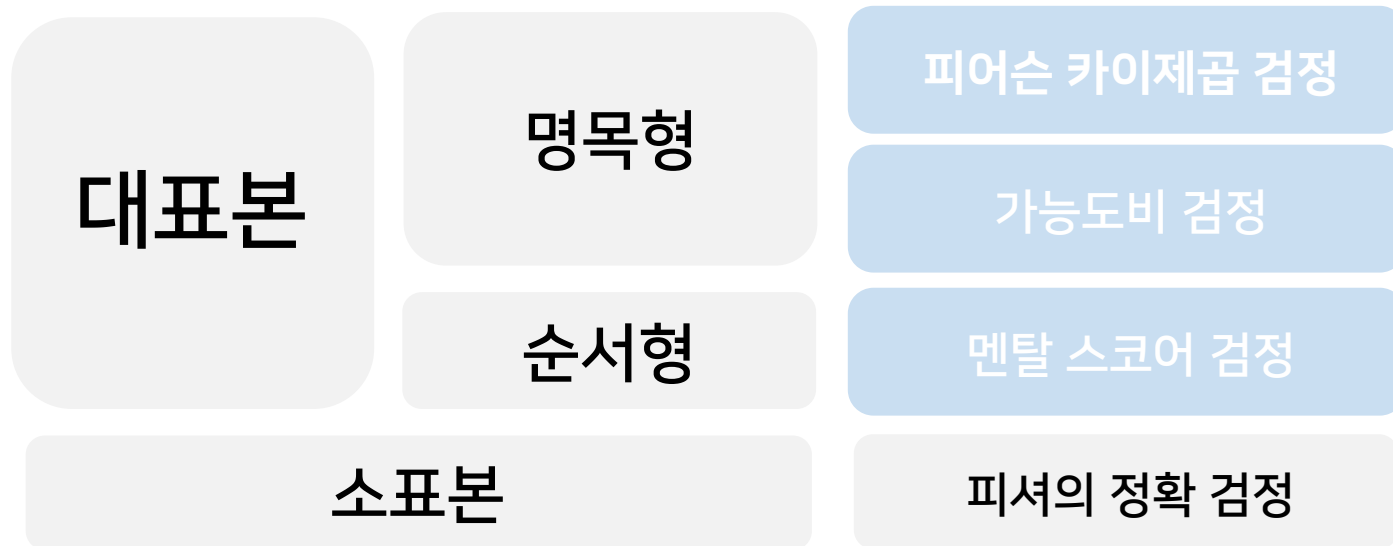 대표본
명목형
피어슨 카이제곱 검정
가능도비 검정
순서형
멘탈 스코어 검정
소표본
피셔의 정확 검정